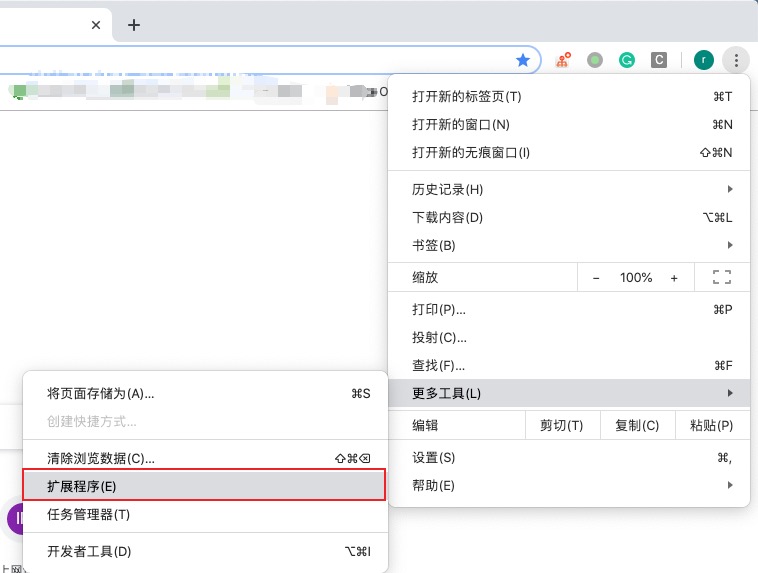 C
r
打开新的标签页(T) ⌘T
打开新的窗口(N) ⌘N
打开新的无痕窗口(I) ⇧⌘N
历史记录(H)
下载内容(D) ⌥⌘L
书签(B)
缩放 − 100% +
打印(P)... ⌘P
投射(C)...
查找(F)... ⌘F
更多工具(L)
编辑 剪切(T) 复制(C) 粘贴(P)
设置(S) ⌘,
帮助(E)
将页面存储为(A)... ⌘S
创建快捷方式...
清除浏览数据(C)... ⇧⌘⌫
扩展程序(E)
任务管理器(T)
开发者工具(D) ⌥⌘I
上网